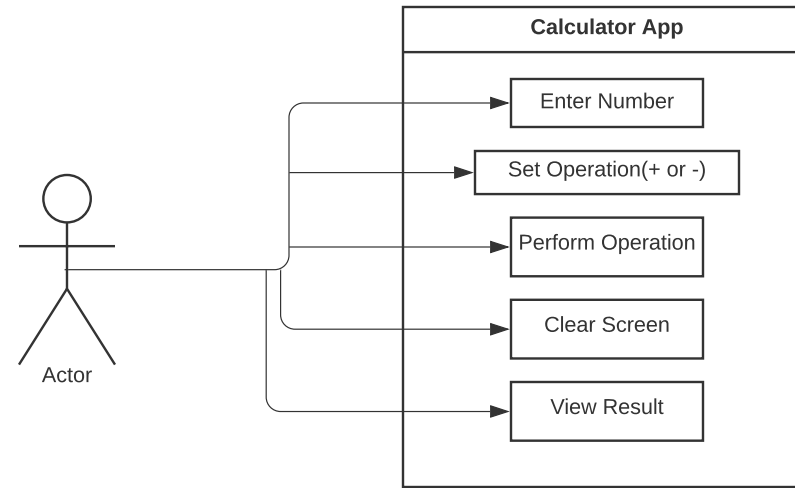 Calculator App
Enter Number
Set Operation(+ or -)
Perform Operation
Clear Screen
View Result
Actor